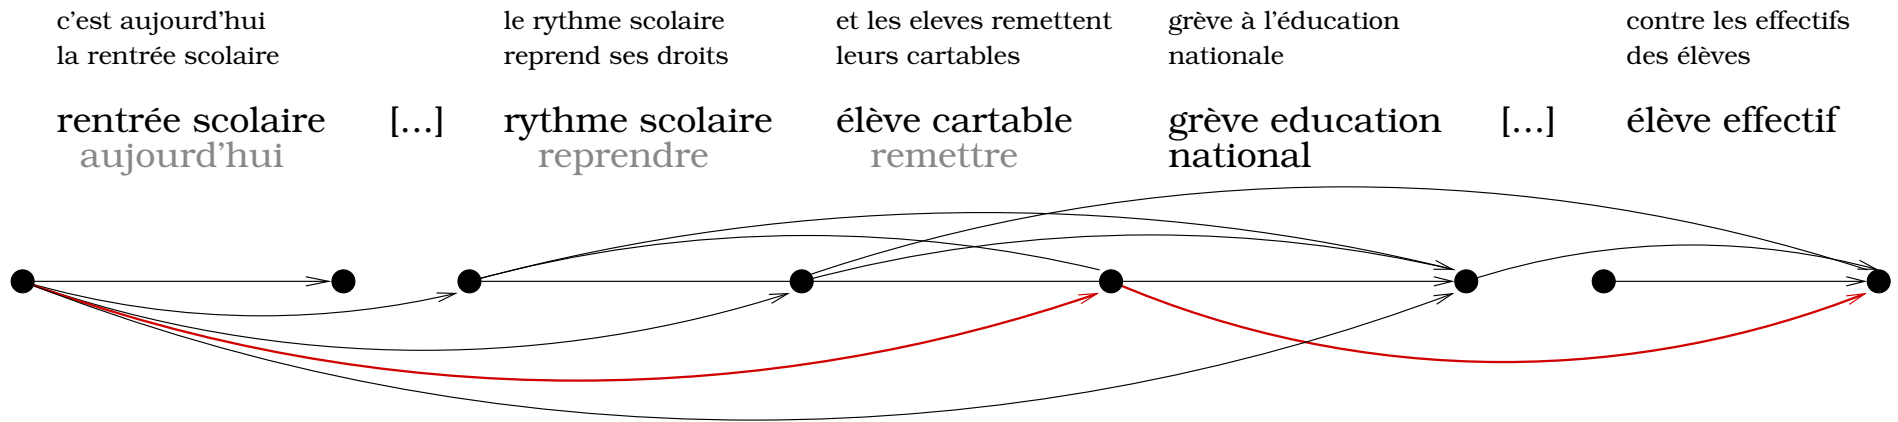 c'est aujourd'hui
la rentrée scolaire
le rythme scolaire
reprend ses droits
et les eleves remettent
leurs cartables
grève à l'éducation
nationale
contre les effectifs
des élèves
rentrée scolaire
aujourd'hui
[...]
rythme scolaire
reprendre
élève cartable
remettre
grève education
national
[...]
élève effectif